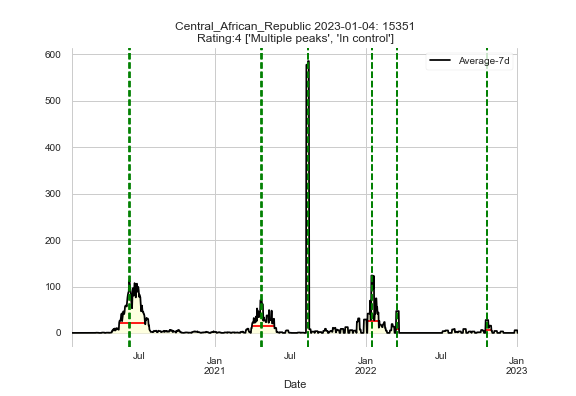 Central_African_Republic 2023-01-04: 15351
Rating:4 ['Multiple peaks', 'In control']
Average-7d
600
500
400
300
200
100
0
Jul
Jan
2021
Jul
Jan
2022
Jul
Jan
2023
Date